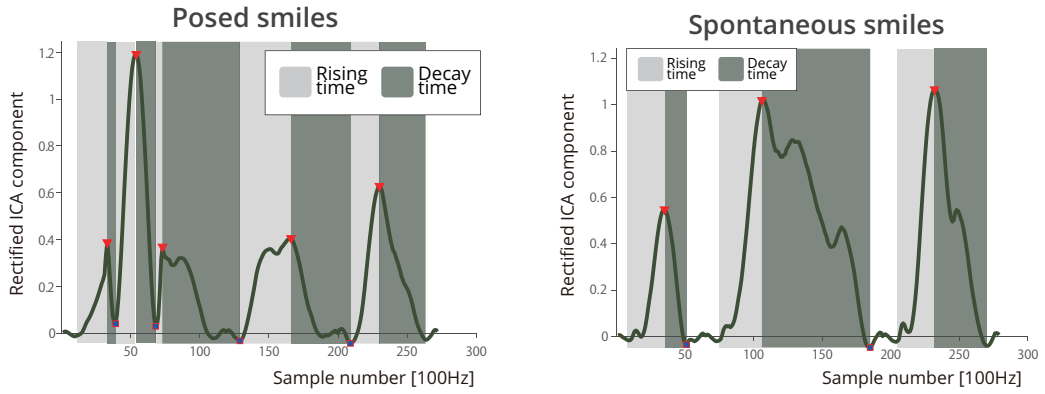 Posed smiles
Rectified ICA component
1.2
1
0.8
0.6
0.4
0.2
0
50
100
150
200
250
300
Sample number [100Hz]
Rising
time
Decay
time
Spontaneous smiles
Rectified ICA component
1.2
1
0.8
0.6
0.4
0.2
0
50
100
150
200
250
300
Sample number [100Hz]
Rising
time
Decay
time